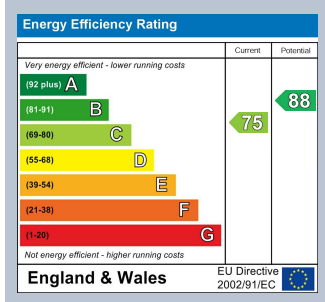 Energy Efficiency Rating
Current Potential
Very energy efficient - lower running costs
(92 plus) A
(81-91) B
(69-80) C
(55-68) D
(39-54) E
(21-38) F
(1-20) G
75
88
Not energy efficient - higher running costs
England & Wales
EU Directive
2002/91/EC